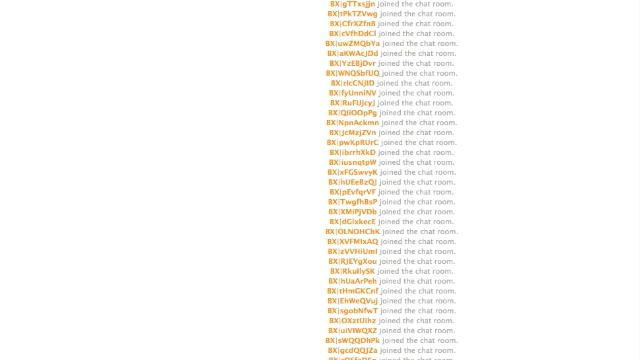 BX|gTTxsjjn joined the chat room.
BX|tPkTZVwg joined the chat room.
BX|CfrXZfnB joined the chat room.
BX|cVfhDdCl joined the chat room.
BX|uwZMQbYa joined the chat room.
BX|aKWAcJDd joined the chat room.
BX|YzEBjDvr joined the chat room.
BX|WNQSbfUQ joined the chat room.
BX|rlcCNJID joined the chat room.
BX|fyUnniNV joined the chat room.
BX|RuFUJcyJ joined the chat room.
BX|QJiOOpPg joined the chat room.
BX|NpnAckmn joined the chat room.
BX|JcMzjZVn joined the chat room.
BX|pwKpRUrC joined the chat room.
BX|ibrrhXkD joined the chat room.
BX|iusnqtpW joined the chat room.
BX|xFGSwvyK joined the chat room.
BX|hUEeBzQJ joined the chat room.
BX|pEvfqrVF joined the chat room.
BX|TwgfhBsP joined the chat room.
BX|XMiPjVDb joined the chat room.
BX|dGixkecE joined the chat room.
BX|OLNOHChK joined the chat room.
BX|XVFMIxAQ joined the chat room.
BX|zVVHiUml joined the chat room.
BX|RJEYgXou joined the chat room.
BX|RkullySK joined the chat room.
BX|hUaArPeh joined the chat room.
BX|tHmGKCnf joined the chat room.
BX|EhWeQVuj joined the chat room.
BX|sgobNfwT joined the chat room.
BX|OXztUihz joined the chat room.
BX|uiVIWQXZ joined the chat room.
BX|sWQQDhPk joined the chat room.
BX|gcdQQJZa joined the chat room.